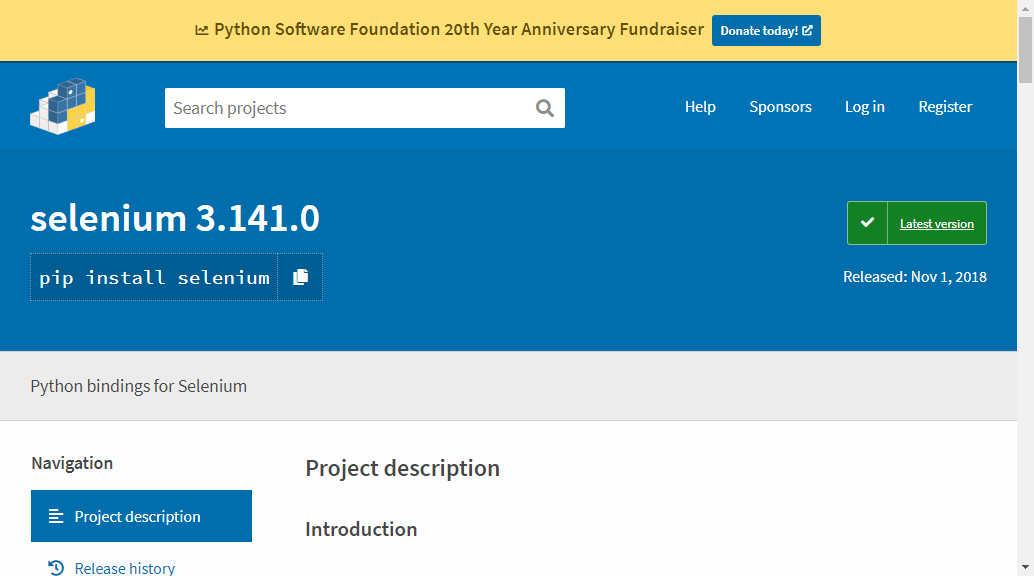 Python Software Foundation 20th Year Anniversary Fundraiser Donate today!
Search projects
Help Sponsors Log in Register
selenium 3.141.0
Latest version
pip install selenium
Released: Nov 1, 2018
Python bindings for Selenium
Navigation
Project description
Release history
Project description
Introduction